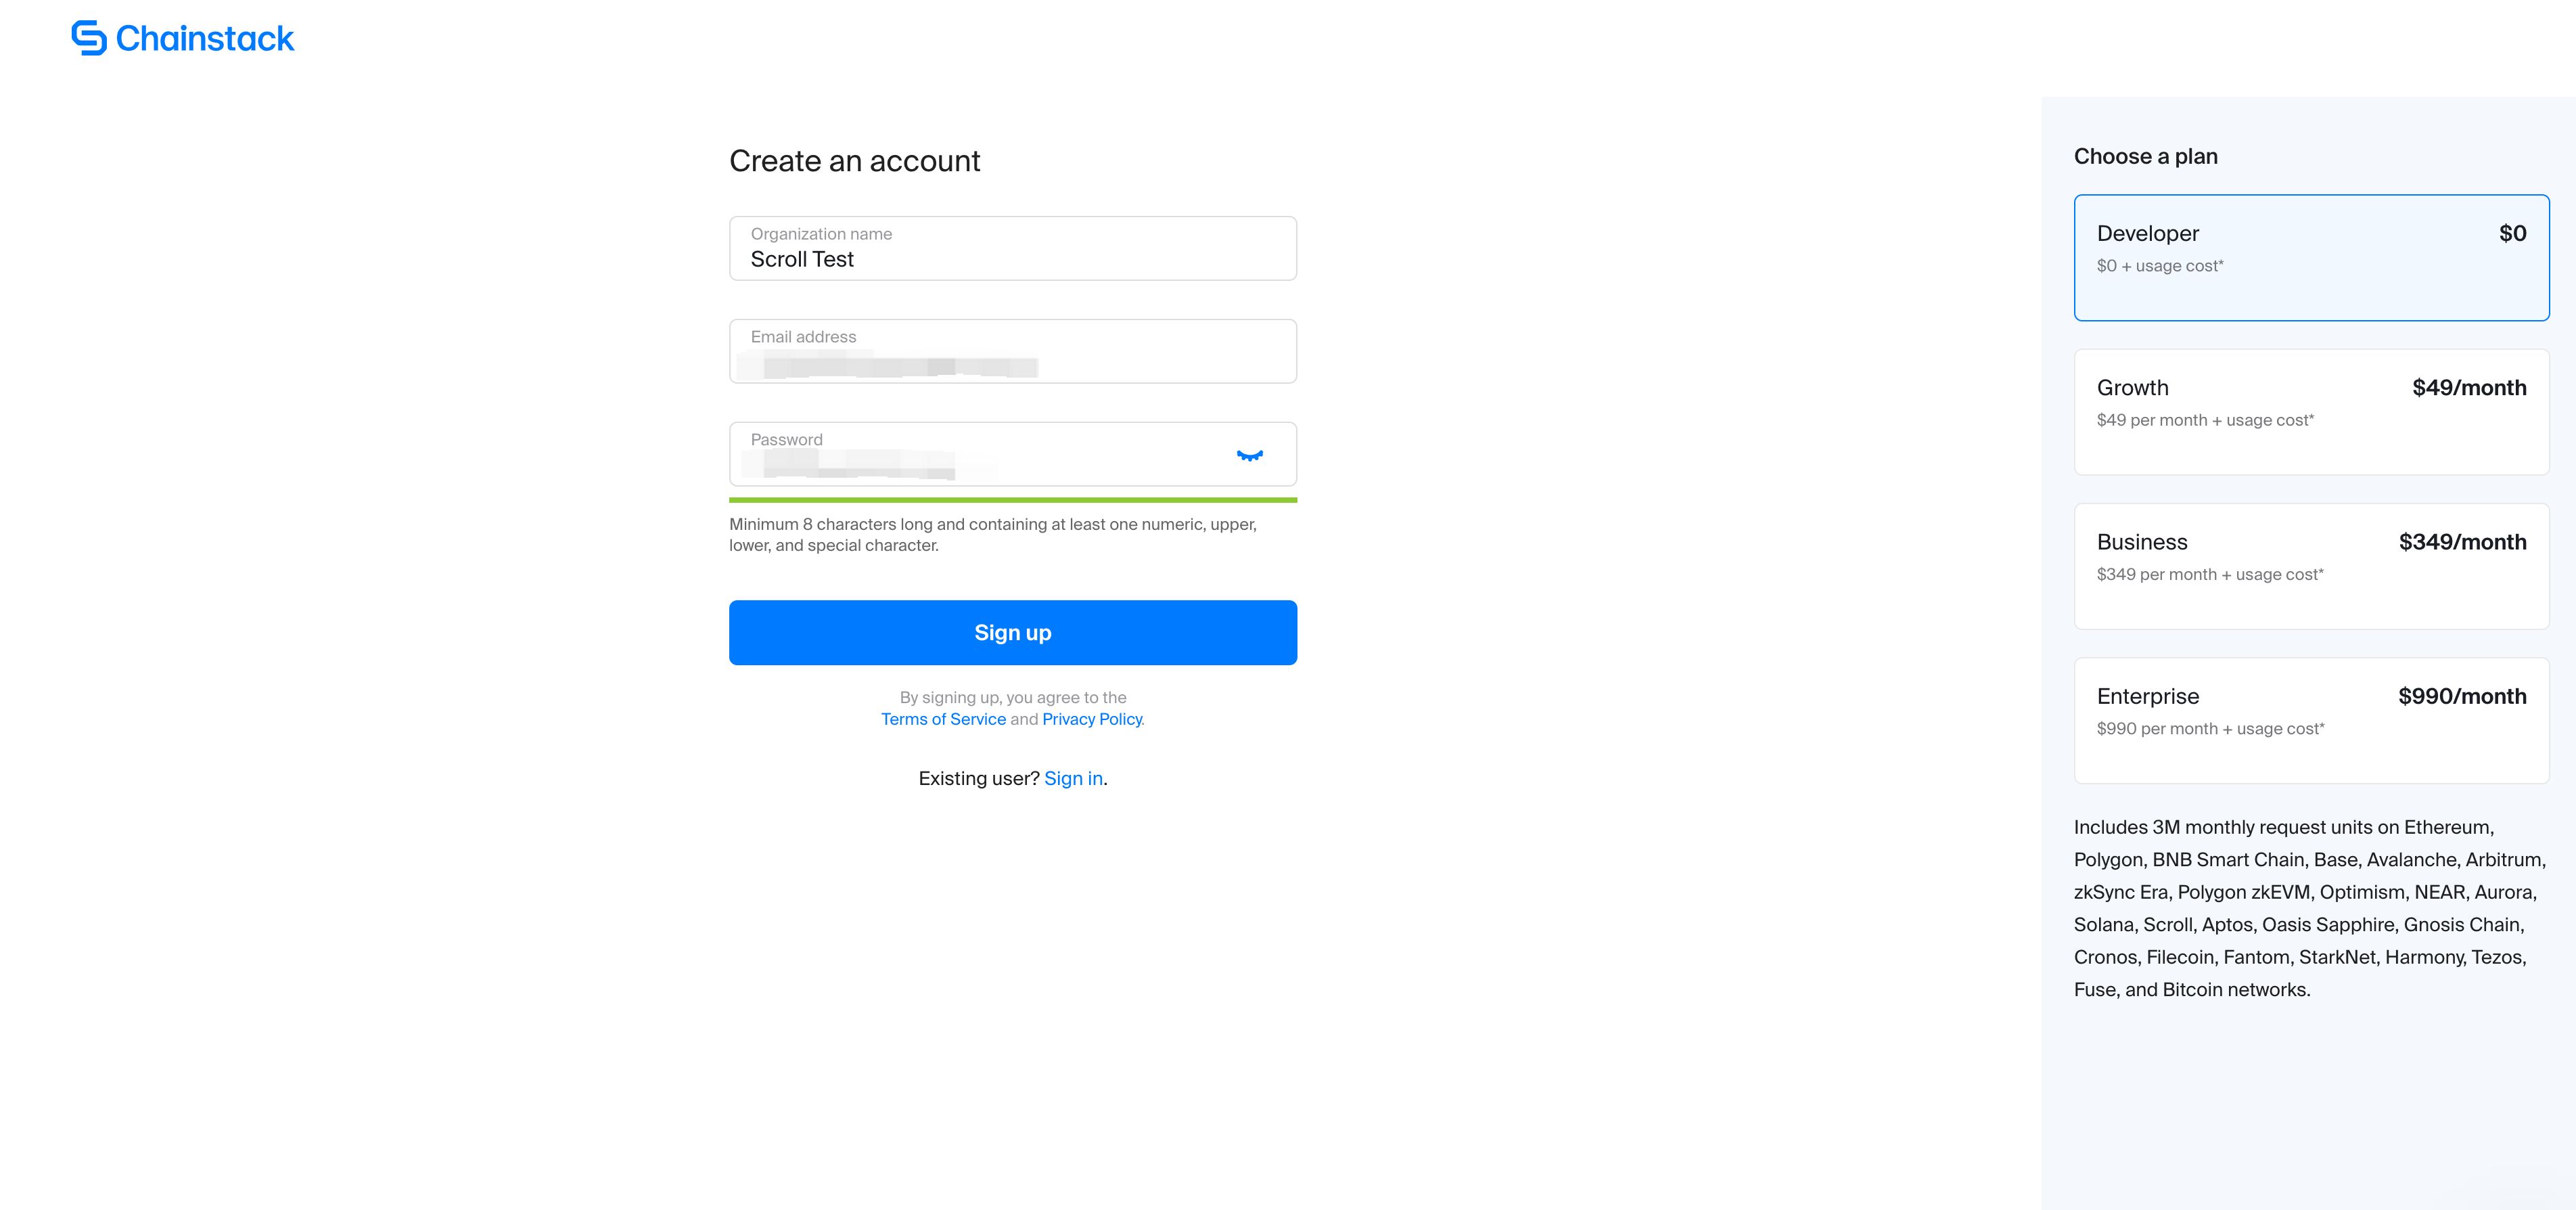 Chainstack
Create an account
Organization name
Scroll Test
Email address
Password
Minimum 8 characters long and containing at least one numeric, upper,
lower, and special character.
Sign up
By signing up, you agree to the
Terms of Service and Privacy Policy.
Existing user? Sign in.
Choose a plan
Developer $0
$0 + usage cost*
Growth $49/month
$49 per month + usage cost*
Business $349/month
$349 per month + usage cost*
Enterprise $990/month
$990 per month + usage cost*
Includes 3M monthly request units on Ethereum,
Polygon, BNB Smart Chain, Base, Avalanche, Arbitrum,
zkSync Era, Polygon zkEVM, Optimism, NEAR, Aurora,
Solana, Scroll, Aptos, Oasis Sapphire, Gnosis Chain,
Cronos, Filecoin, Fantom, StarkNet, Harmony, Tezos,
Fuse, and Bitcoin networks.